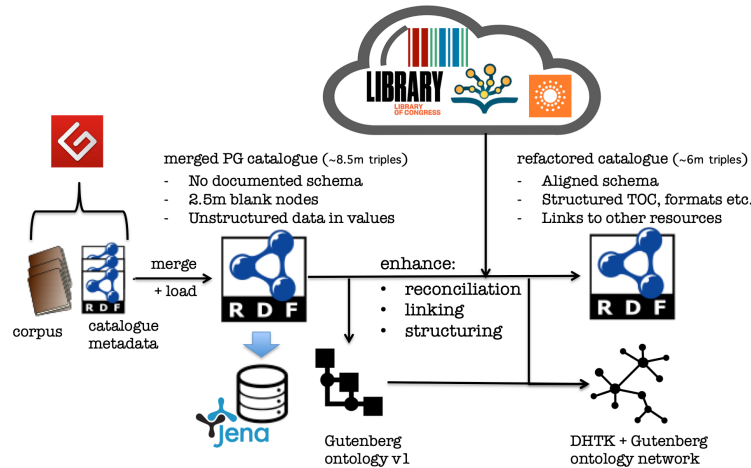 LIBRARY
LIBRARY
OF CONGRESS
merged PG catalogue (~8.5m triples)
- No documented schema
- 2.5m blank nodes
- Unstructured data in values
refactored catalogue (~6m triples)
- Aligned schema
- Structured TOC, formats etc.
- Links to other resources
merge
+ load
enhance:
• reconciliation
• linking
• structuring
RDF
RDF
RDF
corpus
catalogue
metadata
Jena
Gutenberg
ontology v1
DHTK + Gutenberg
ontology network